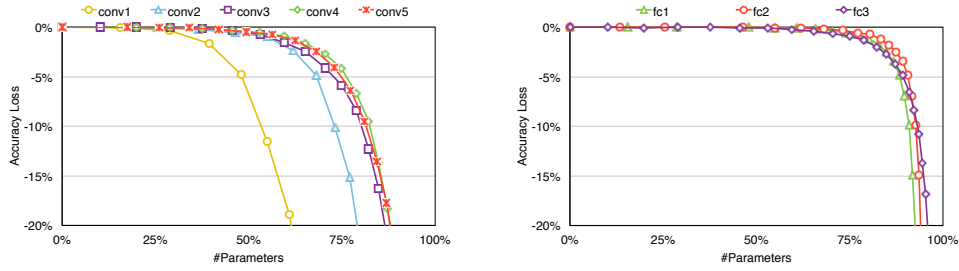 conv1 conv2 conv3 conv4 conv5
0%
-5%
-10%
-15%
-20%
Accuracy Loss
0% 25% 50% 75% 100%
#Parameters
fc1 fc2 fc3
0%
-5%
-10%
-15%
-20%
Accuracy Loss
0% 25% 50% 75% 100%
#Parameters